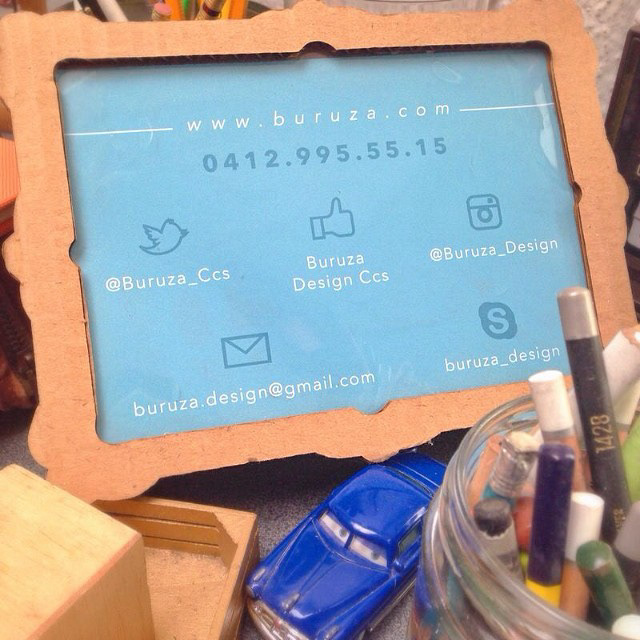 www.buruza.com
0412.995.55.15
@Buruza_Ccs
Buruza
Design Ccs
@Buruza_Design
buruza.design@gmail.com
buruza_design
1428